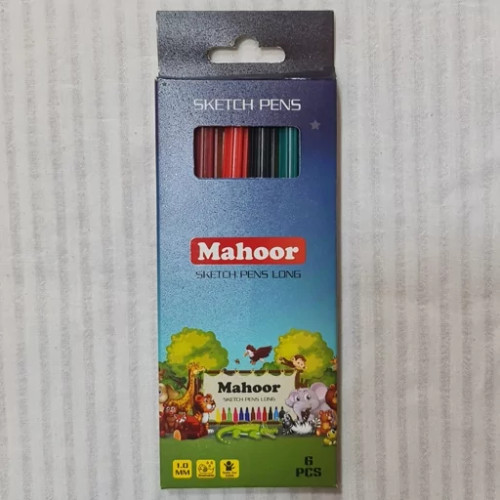 SKETCH PENS
Mahoor
SKETCH PENS LONG
Mahoor
SKETCH PENS LONG
1.0
MM
6
PCS